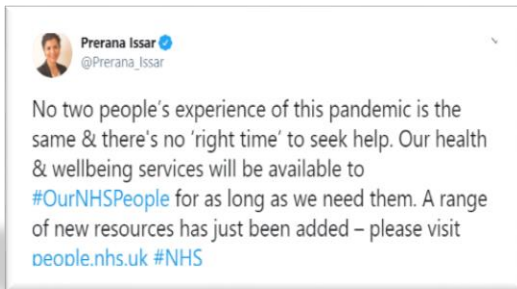 Prerana Issar
@Prerana_Issar
No two people's experience of this pandemic is the
same & there's no 'right time' to seek help. Our health
& wellbeing services will be available to
#OurNHSPeople for as long as we need them. A range
of new resources has just been added – please visit
people.nhs.uk #NHS